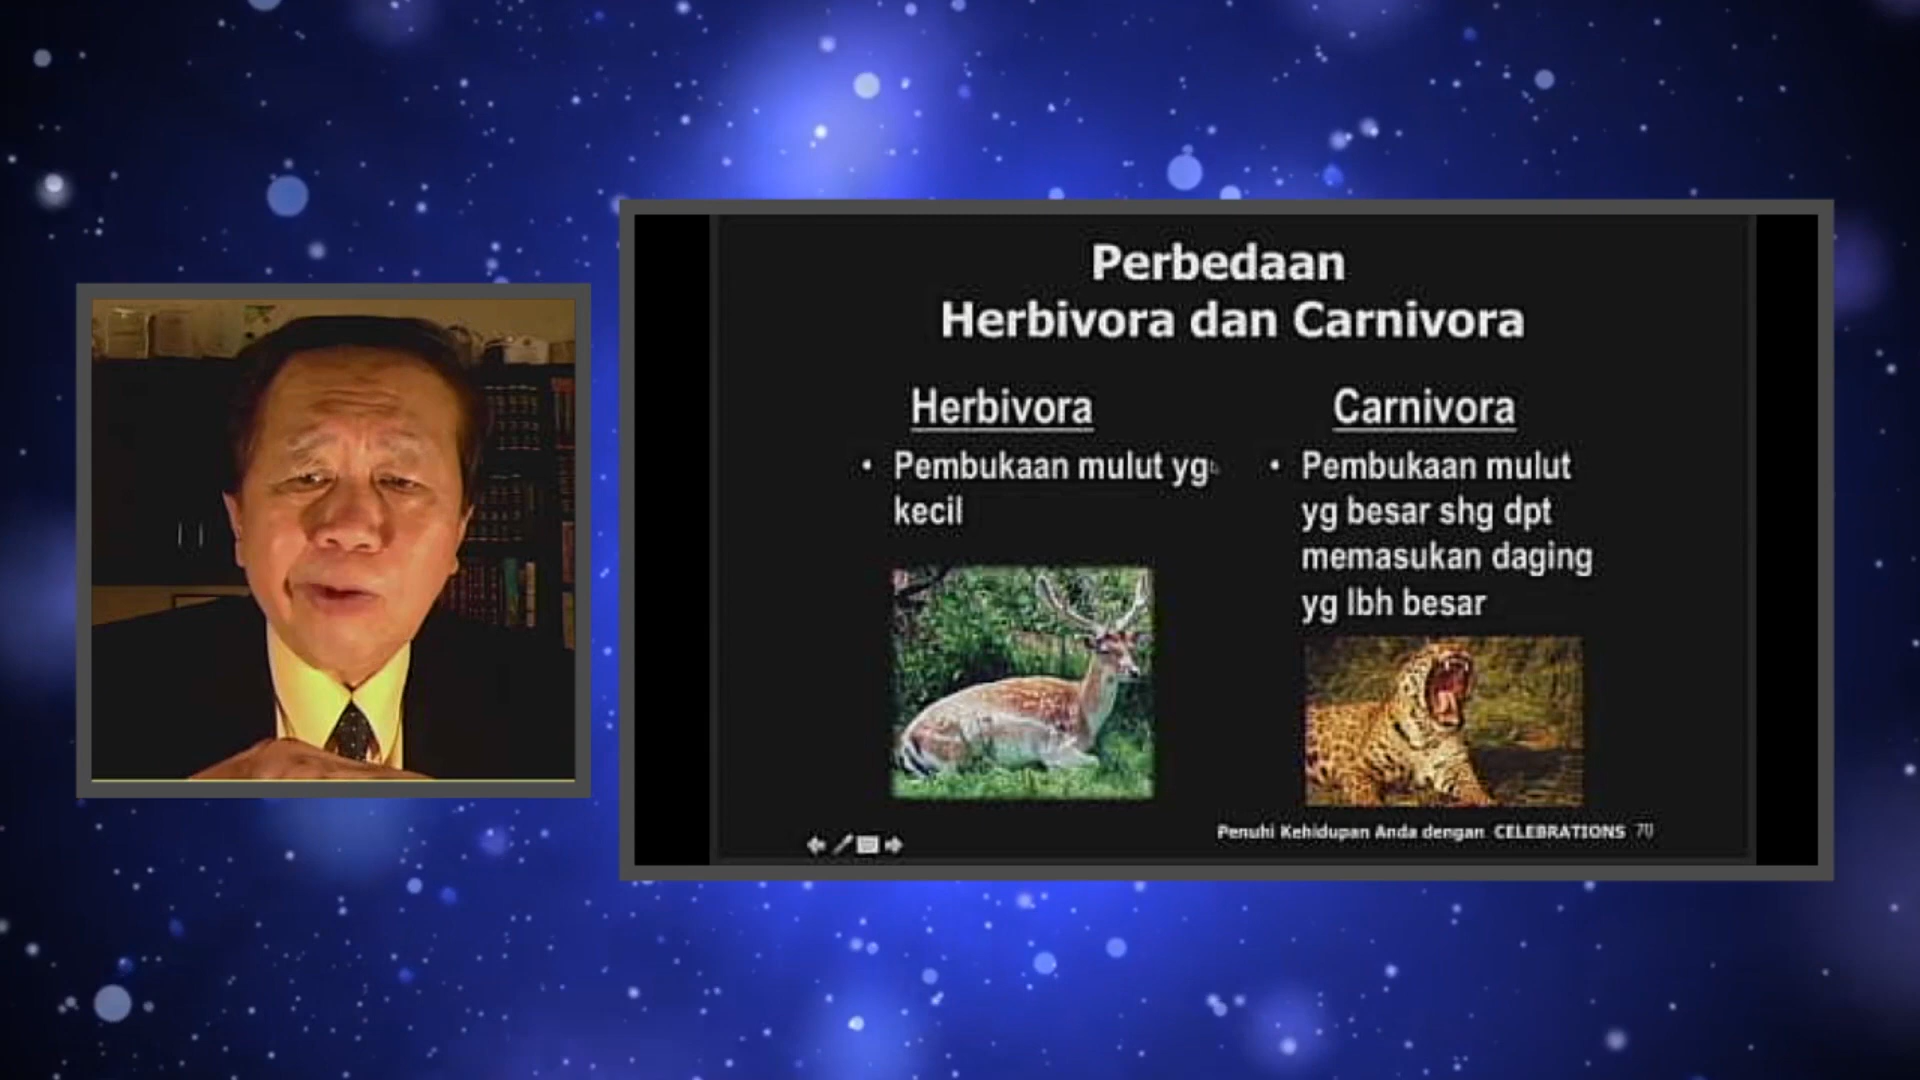 Perbedaan
Herbivora dan Carnivora
Herbivora
• Pembukaan mulut yg
kecil
Carnivora
• Pembukaan mulut
yg besar shg dpt
memasukan daging
yg lbh besar
Penuhi Kehidupan Anda dengan CELEBRATIONS 70